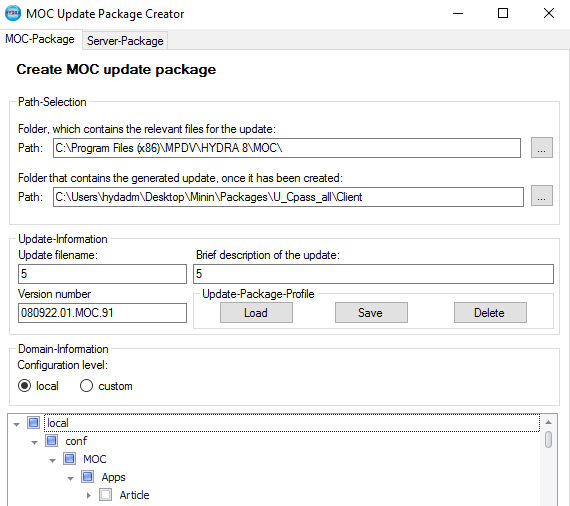 MOC Update Package Creator
MOC-Package Server-Package
Create MOC update package
Path-Selection
Folder, which contains the relevant files for the update:
Path: C:\Program Files (x86)\MPDV\HYDRA 8\MOC\ ...
Folder that contains the generated update, once it has been created:
Path: C:\Users\hydadm\Desktop\Minin\Packages\U_Cpass_all\Client ...
Update-Information
Update filename: Brief description of the update:
5 5
Version number Update-Package-Profile
080922.01.MOC.91 Load Save Delete
Domain-Information
Configuration level:
local custom
local
conf
MOC
Apps
Article